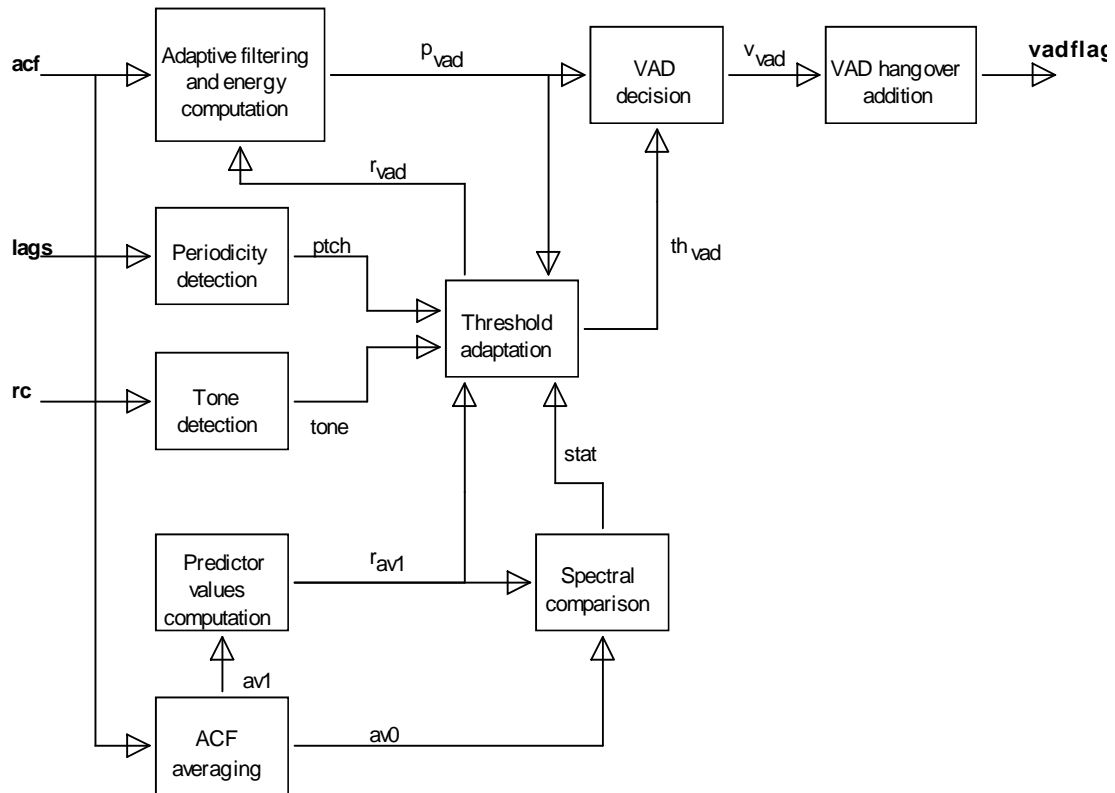 acf
Adaptive filtering
and energy
computation
pvad
VAD
decision
vvad
VAD hangover
addition
vadflag
rvad
lags
Periodicity
detection
ptch
thvad
Threshold
adaptation
rc
Tone
detection
tone
stat
Predictor
values
computation
rav1
Spectral
comparison
av1
ACF
averaging
av0